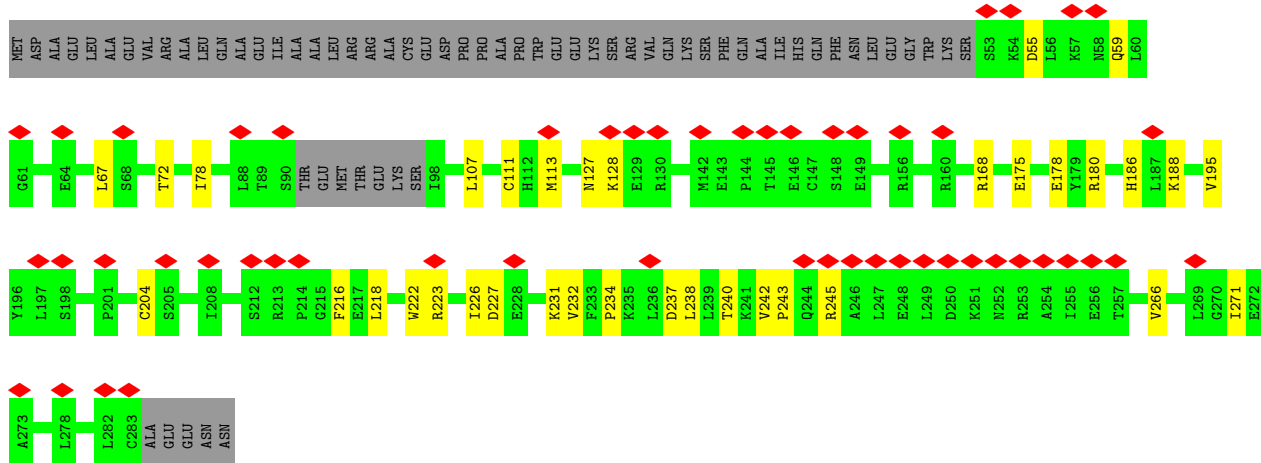 MET ASP ALA GLU LEU ALA GLU VAL ARG ALA LEU GLN ALA GLU ILE ALA ALA LEU ARG ARG ALA CYS GLU ASP PRO PRO ALA PRO TRP GLU GLU LYS SER ARG VAL GLN LYS SER PHE GLN ALA ILE HIS GLN PHE ASN LEU GLU GLY TRP LYS SER S53 K54 D55 L56 K57 N58 Q59 L60
G61 E64 L67 S68 T72 I78 L88 T89 S90 THR GLU MET THR GLU LYS SER I98 L107 C111 H112 M113 N127 K128 E129 R130 M142 E143 P144 T145 E146 C147 S148 E149 R156 R160 R168 E175 E178 Y179 R180 H186 L187 K188 V195
Y196 L197 S198 P201 C204 S205 I208 S212 R213 P214 G215 F216 E217 L218 W222 R223 I226 D227 E228 K231 V232 F233 P234 K235 L236 D237 L238 L239 T240 K241 V242 P243 Q244 R245 A246 L247 E248 L249 D250 K251 N252 R253 A254 I255 E256 T257 V266 L269 G270 I271 E272
A273 L278 L282 C283 ALA GLU GLU ASN ASN